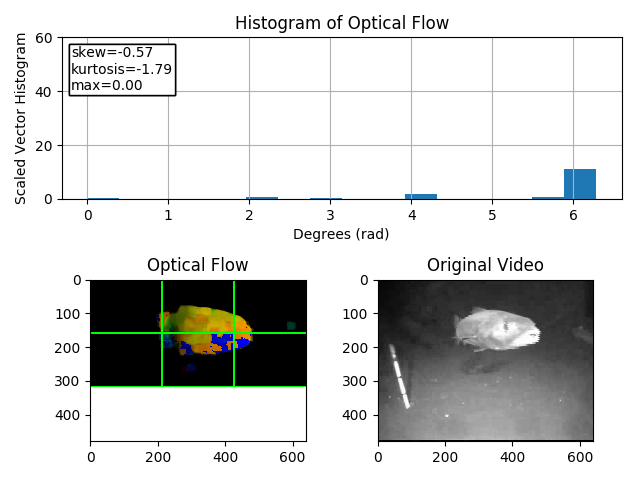 Histogram of Optical Flow
Scaled Vector Histogram
60
40
20
0
skew=-0.57
kurtosis=-1.79
max=0.00
0 1 2 3 4 5 6
Degrees (rad)
Optical Flow
0
100
200
300
400
0 200 400 600
Original Video
0
100
200
300
400
0 200 400 600